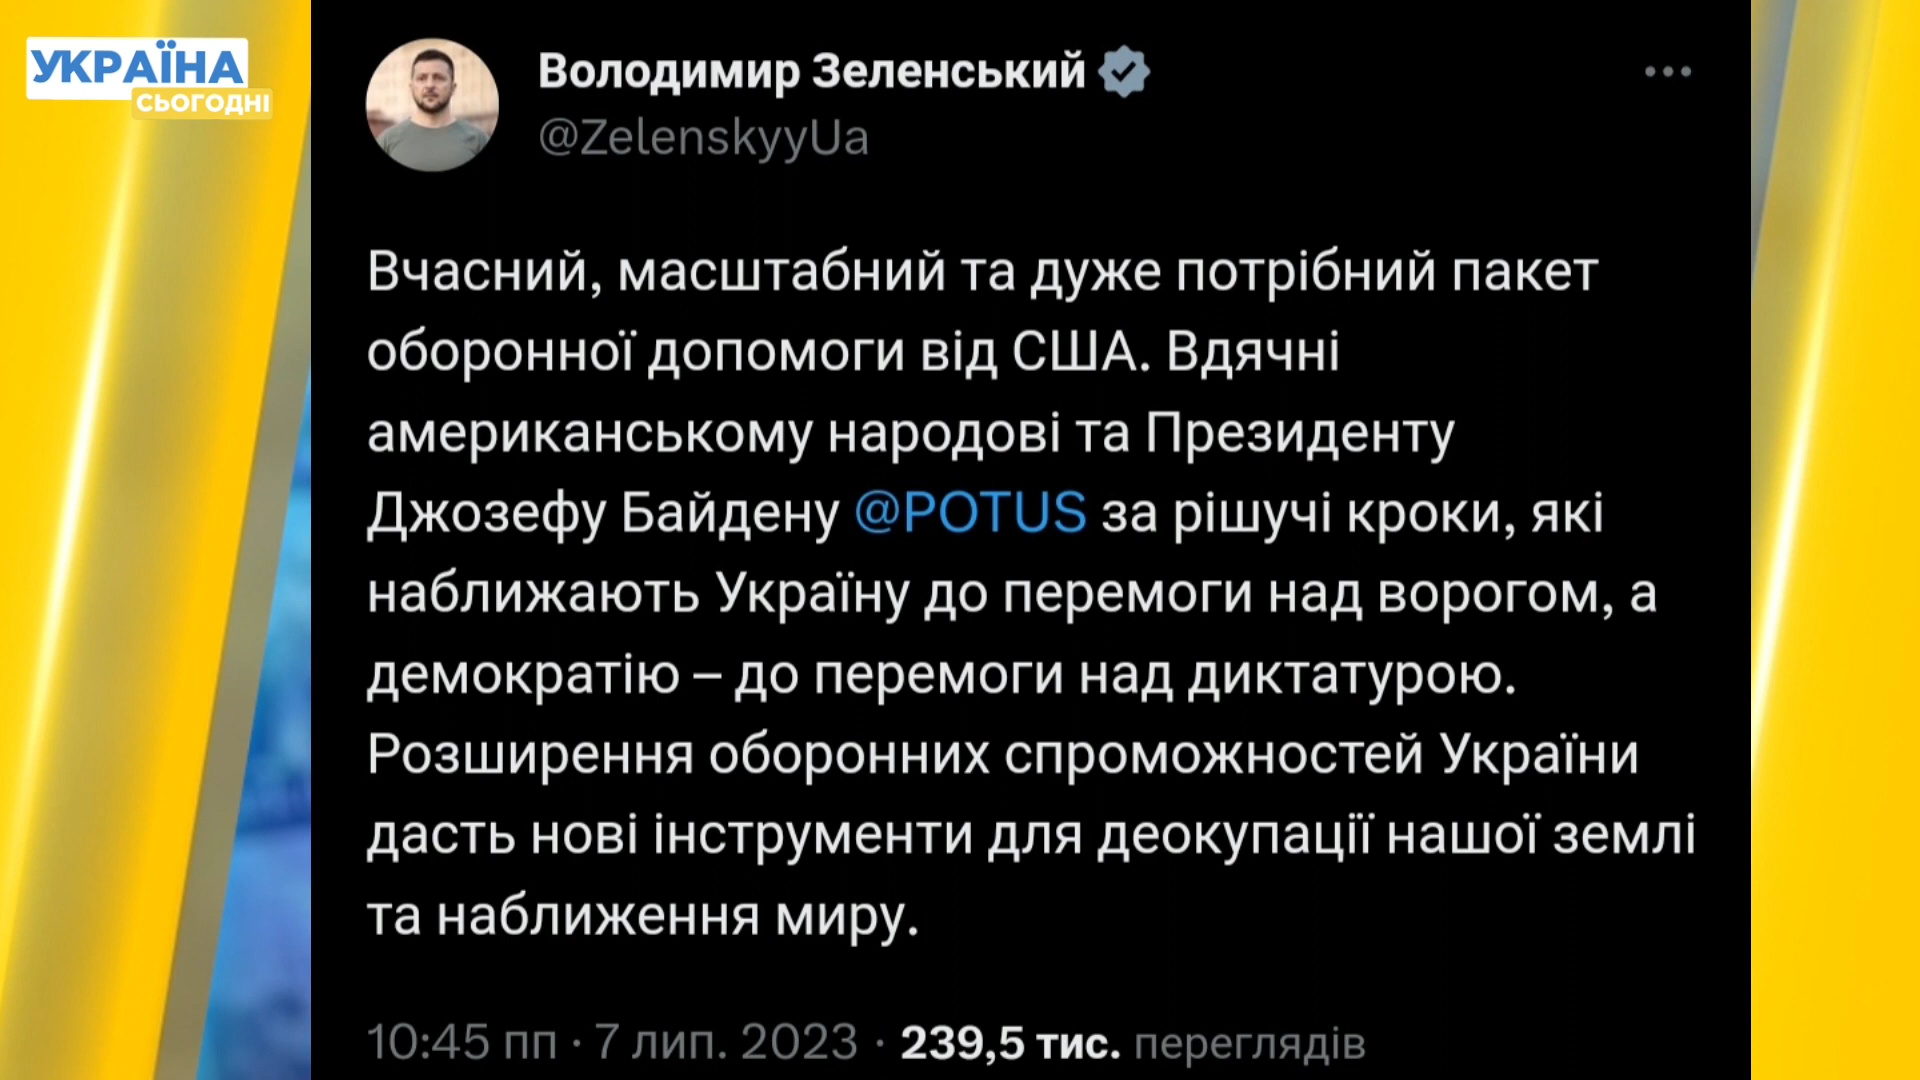 УКРАЇНА
СЬОГОДНІ
Володимир Зеленський
@ZelenskyyUa
Вчасний, масштабний та дуже потрібний пакет
оборонної допомоги від США. Вдячні
американському народові та Президенту
Джозефу Байдену @POTUS за рішучі кроки, які
наближають Україну до перемоги над ворогом, а
демократію – до перемоги над диктатурою.
Розширення оборонних спроможностей України
дасть нові інструменти для деокупації нашої землі
та наближення миру.
10:45 пп · 7 лип. 2023 · 239,5 тис. переглядів